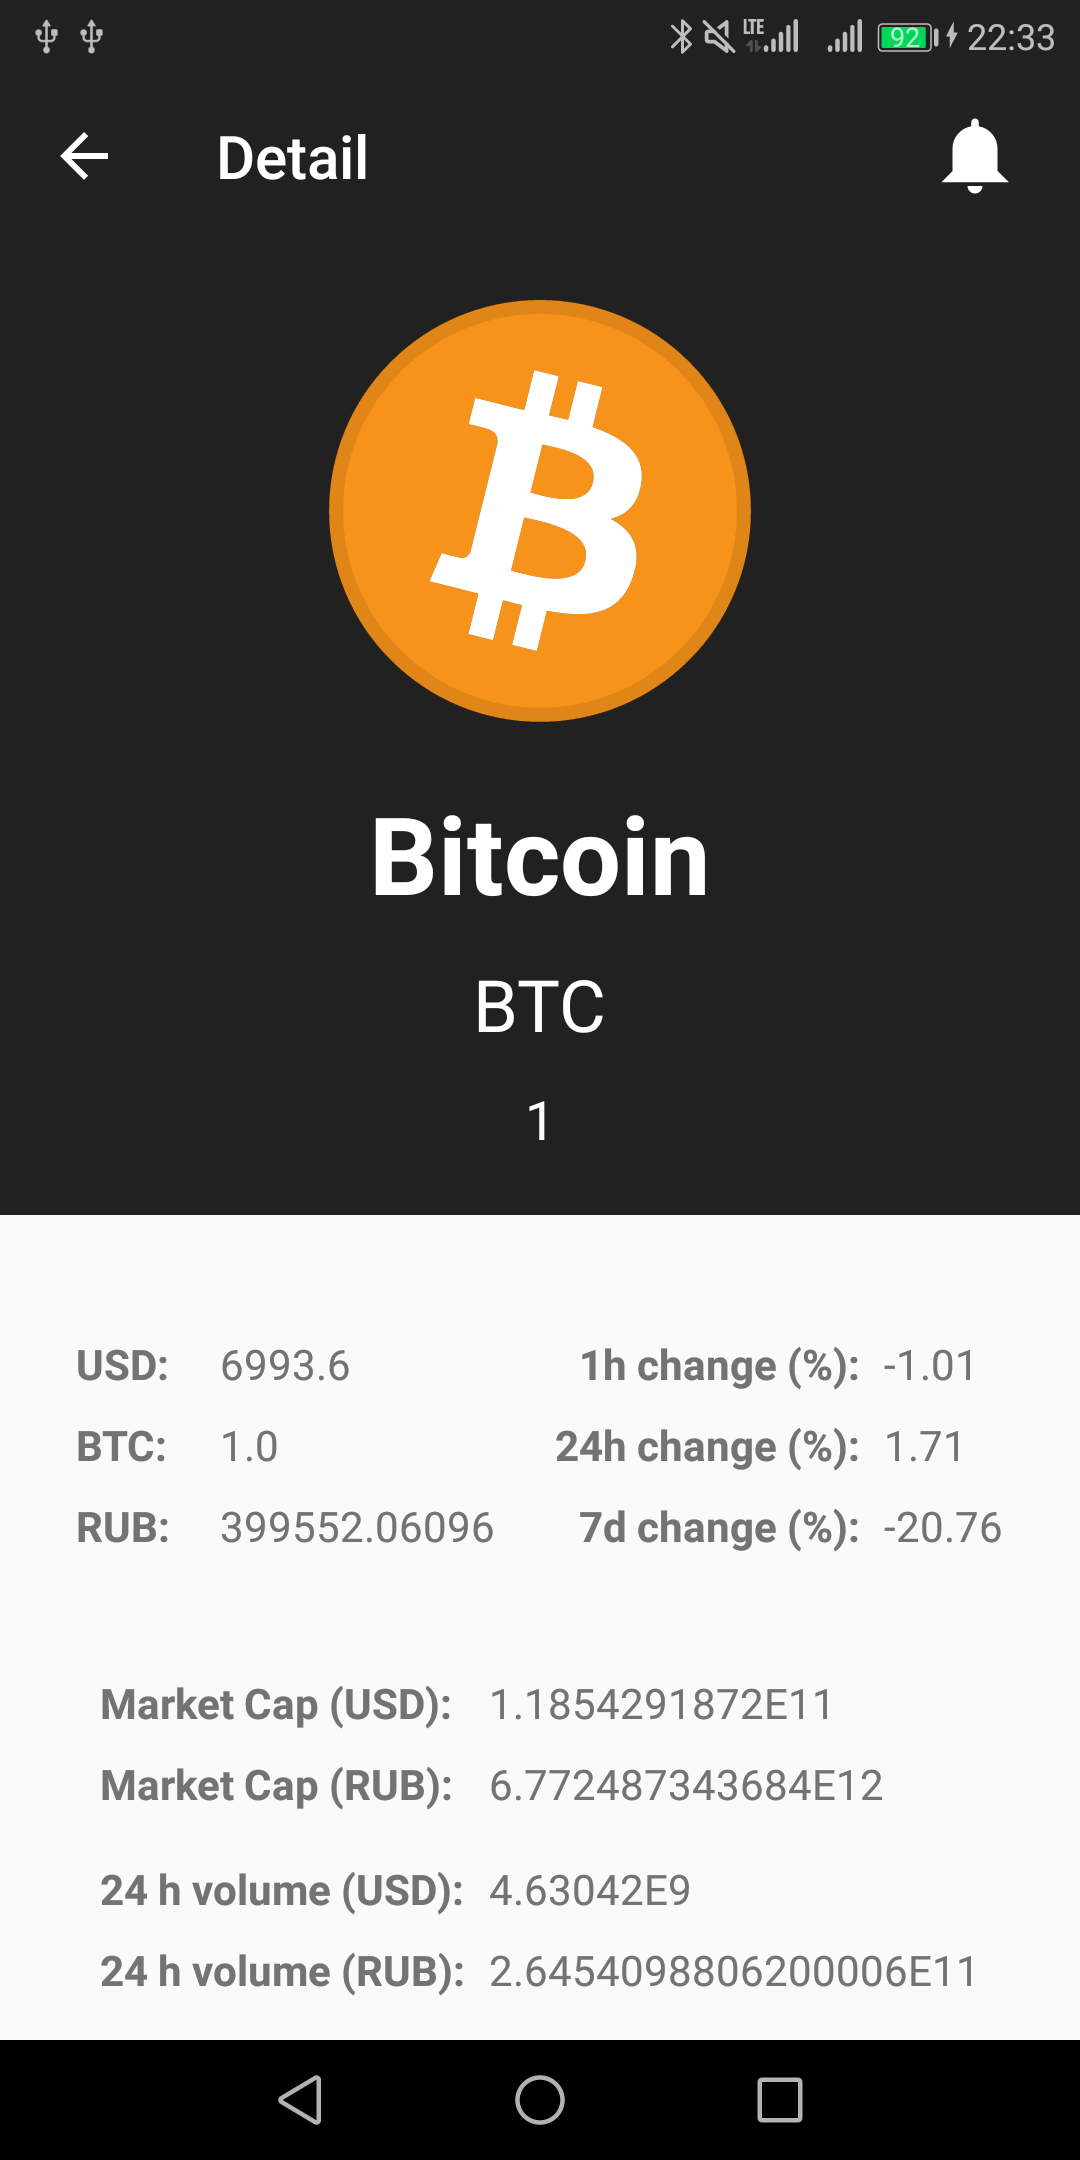 LTE 92 22:33
Detail
Bitcoin
BTC
1
USD: 6993.6 1h change (%): -1.01
BTC: 1.0 24h change (%): 1.71
RUB: 399552.06096 7d change (%): -20.76
Market Cap (USD): 1.1854291872E11
Market Cap (RUB): 6.772487343684E12
24 h volume (USD): 4.63042E9
24 h volume (RUB): 2.6454098806200006E11